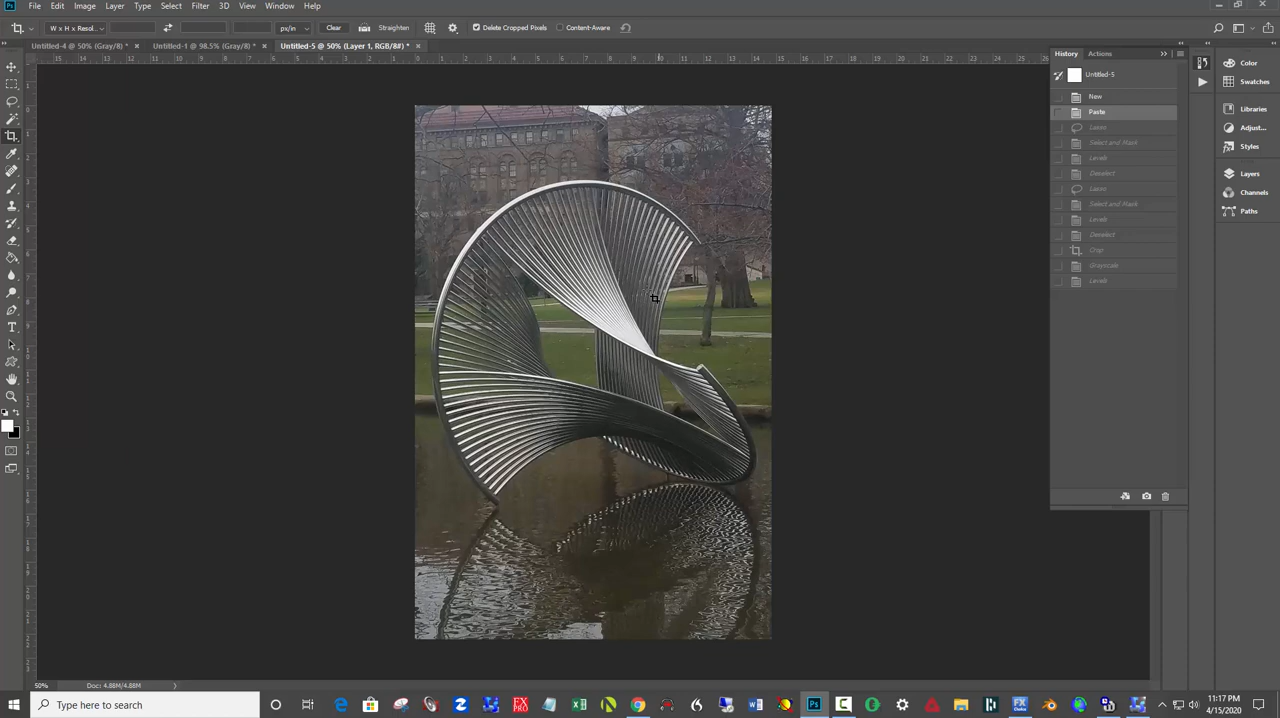 File Edit Image Layer Type Select Filter 3D View Window Help
W x H x Resol... px/in Clear Straighten Delete Cropped Pixels Content-Aware
Untitled-4 @ 50% (Gray/8) * × Untitled-1 @ 98.5% (Gray/8) * × Untitled-5 @ 50% (Layer 1, RGB/8#) * ×
History Actions
Untitled-5
New
Paste
Lasso
Select and Mask
Levels
Deselect
Lasso
Select and Mask
Levels
Deselect
Crop
Grayscale
Levels
Color
Swatches
Libraries
Adjust...
Styles
Layers
Channels
Paths
50% Doc: 4.88M/4.88M
Type here to search
11:17 PM
4/15/2020